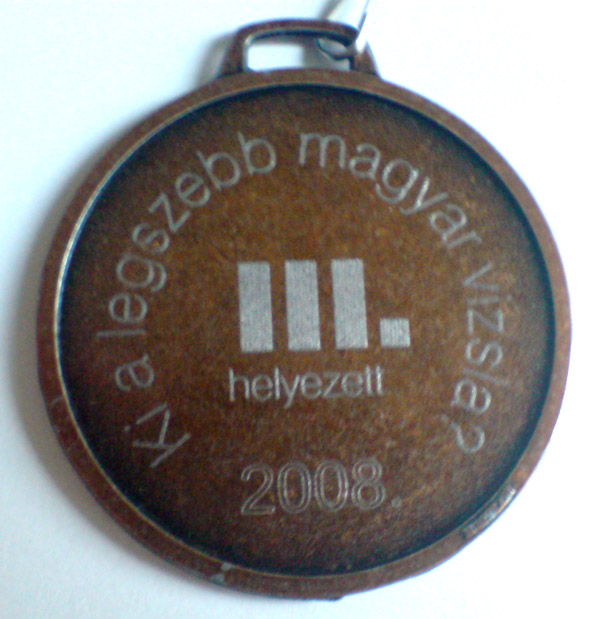 Ki a legszebb magyar vizsla?
III.
helyezett
2008.